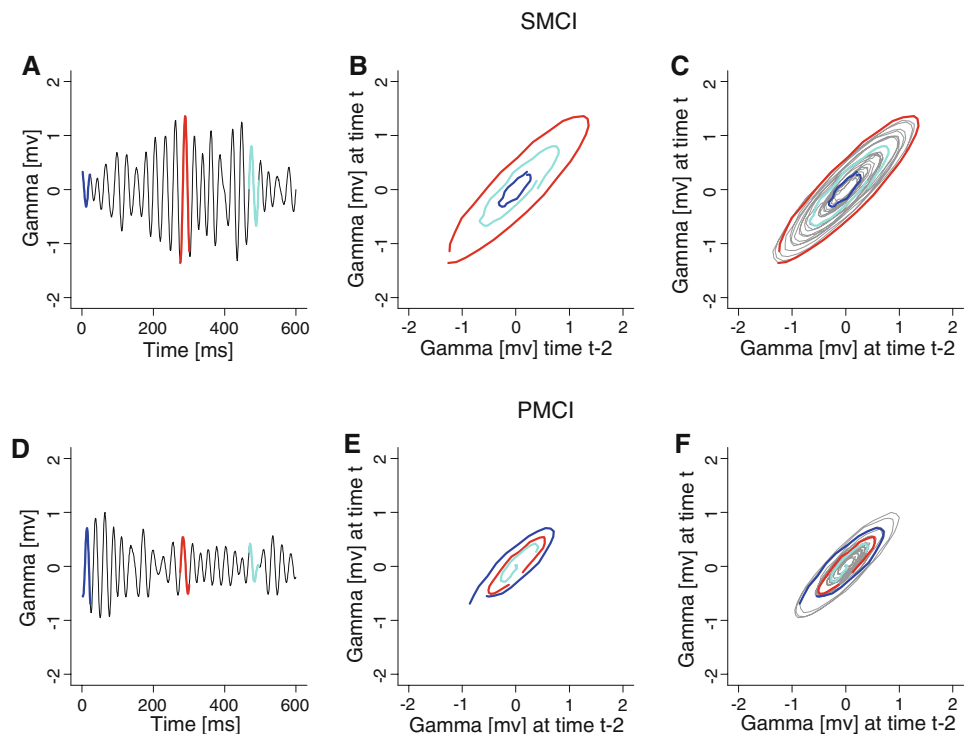 SMCI
A
Gamma [mv]
2
1
0
-1
-2
0 200 400 600
Time [ms]
B
Gamma [mv] at time t
2
1
0
-1
-2
-2 -1 0 1 2
Gamma [mv] time t-2
C
Gamma [mv] at time t
2
1
0
-1
-2
-2 -1 0 1 2
Gamma [mv] at time t-2
PMCI
D
Gamma [mv]
2
1
0
-1
-2
0 200 400 600
Time [ms]
E
Gamma [mv] at time t
2
1
0
-1
-2
-2 -1 0 1 2
Gamma [mv] at time t-2
F
Gamma [mv] at time t
2
1
0
-1
-2
-2 -1 0 1 2
Gamma [mv] at time t-2